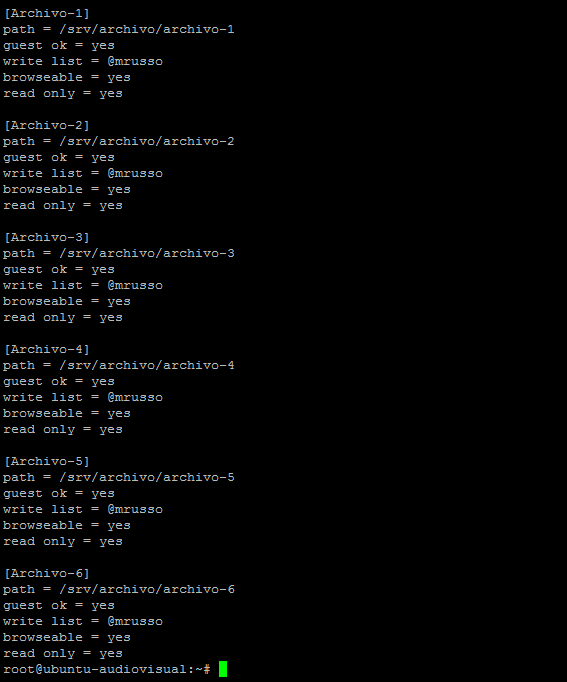 [Archivo-1]
path = /srv/archivo/archivo-1
guest ok = yes
write list = @mrusso
browseable = yes
read only = yes
[Archivo-2]
path = /srv/archivo/archivo-2
guest ok = yes
write list = @mrusso
browseable = yes
read only = yes
[Archivo-3]
path = /srv/archivo/archivo-3
guest ok = yes
write list = @mrusso
browseable = yes
read only = yes
[Archivo-4]
path = /srv/archivo/archivo-4
guest ok = yes
write list = @mrusso
browseable = yes
read only = yes
[Archivo-5]
path = /srv/archivo/archivo-5
guest ok = yes
write list = @mrusso
browseable = yes
read only = yes
[Archivo-6]
path = /srv/archivo/archivo-6
guest ok = yes
write list = @mrusso
browseable = yes
read only = yes
root@ubuntu-audiovisual:~#